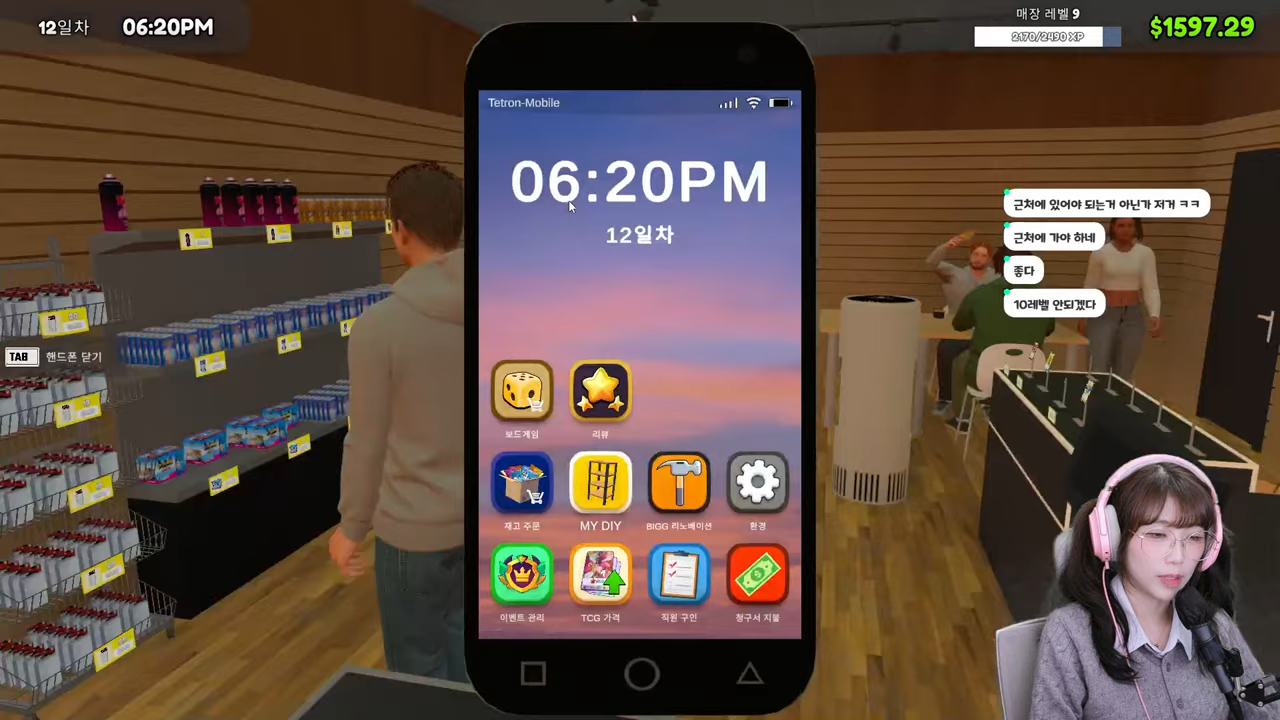 12일차
06:20PM
매장 레벨 9
2170/2490 XP
$1597.29
Tetron-Mobile
06:20PM
12일차
근처에 있어야 되는거 아닌가 저거 ㅋㅋ
근처에 가야 하네
좋다
10레벨 안되겠다
TAB 핸드폰 닫기
보드게임
리뷰
재고 주문
MY DIY
BIGG 리노베이션
환경
이벤트 관리
TCG 가격
직원 구인
청구서 지불